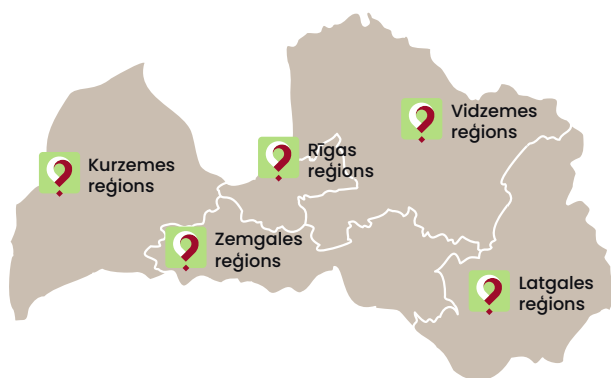 Vidzemes
reģions
Rīgas
reģions
Kurzemes
reģions
Zemgales
reģions
Latgales
reģions